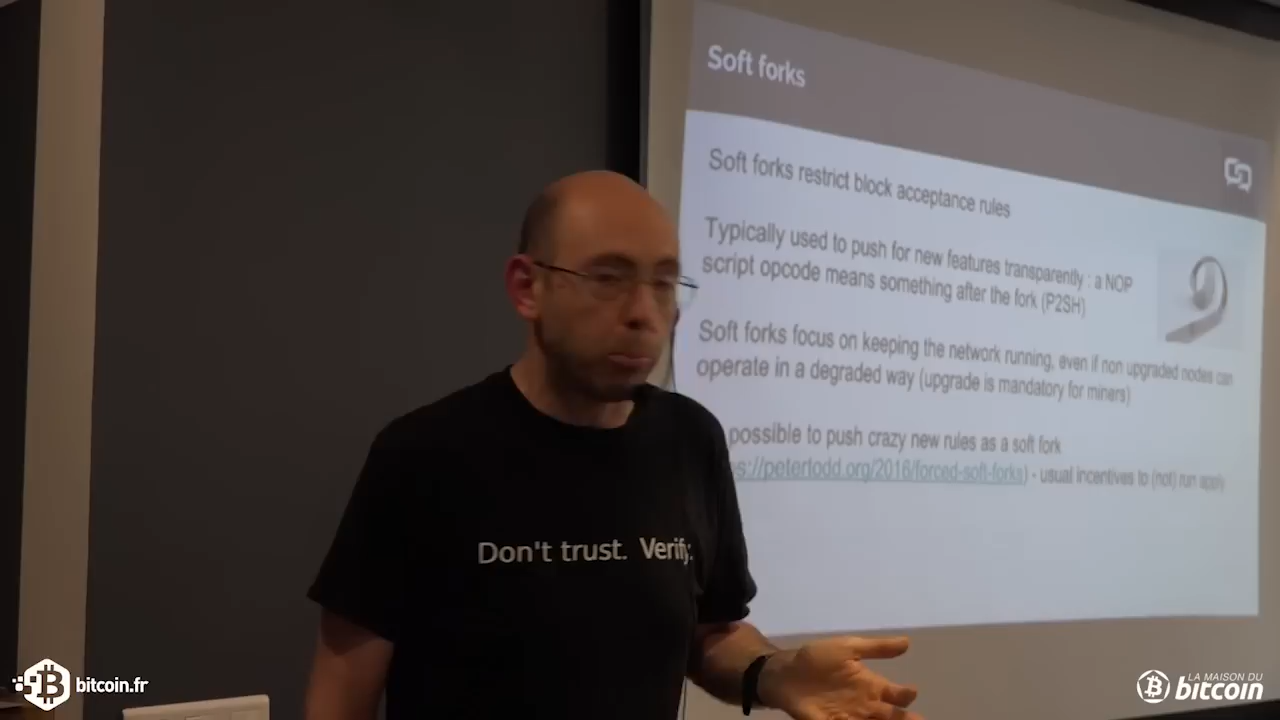 Soft forks
Soft forks restrict block acceptance rules
Typically used to push for new features transparently : a NOP
script opcode means something after the fork (P2SH)
Soft forks focus on keeping the network running, even if non upgraded nodes can
operate in a degraded way (upgrade is mandatory for miners)
possible to push crazy new rules as a soft fork
s://petertodd.org/2016/forced-soft-forks) - usual incentives to (not) run apply
Don't trust. Verify.
bitcoin.fr
LA MAISON DU
bitcoin